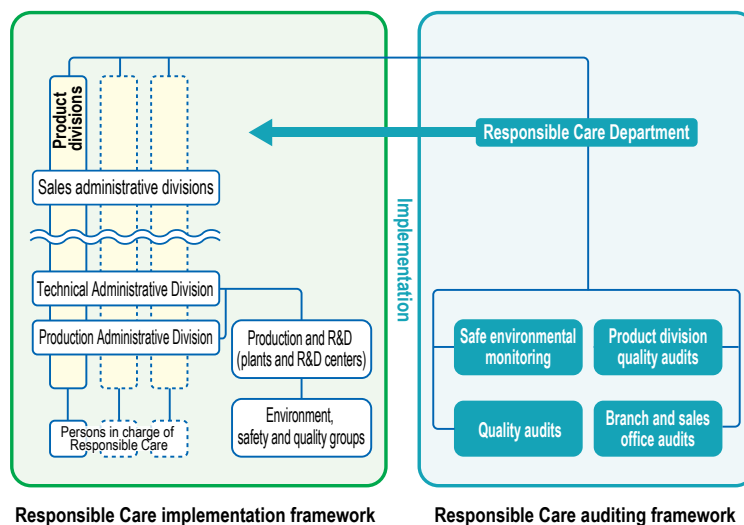 Product
divisions
Responsible Care Department
Sales administrative divisions
Implementation
Technical Administrative Division
Production Administrative Division
Production and R&D
(plants and R&D centers)
Safe environmental
monitoring
Product division
quality audits
Persons in charge of
Responsible Care
Environment,
safety and quality groups
Quality audits
Branch and sales
office audits
Responsible Care implementation framework
Responsible Care auditing framework